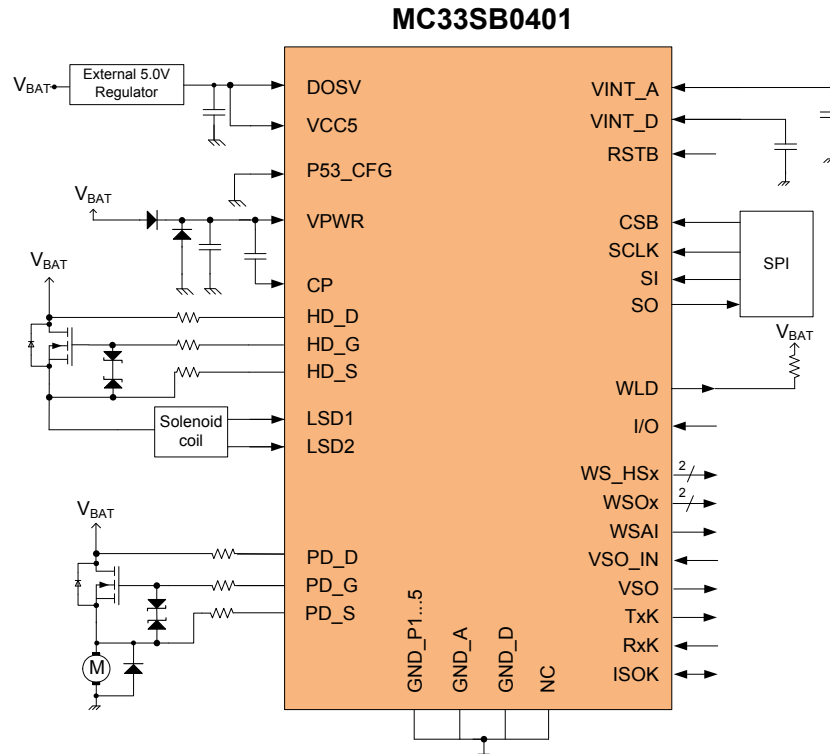 MC33SB0401
External 5.0V
Regulator
VBAT
DOSV
VCC5
P53_CFG
VBAT
VPWR
CP
VBAT
HD_D
HD_G
HD_S
Solenoid
coil
LSD1
LSD2
VBAT
PD_D
PD_G
PD_S
M
GND_P1...5
GND_A
GND_D
NC
VINT_A
VINT_D
RSTB
CSB
SCLK
SI
SO
SPI
VBAT
WLD
I/O
WS_HSx
2
WSOx
2
WSAI
VSO_IN
VSO
TxK
RxK
ISOK